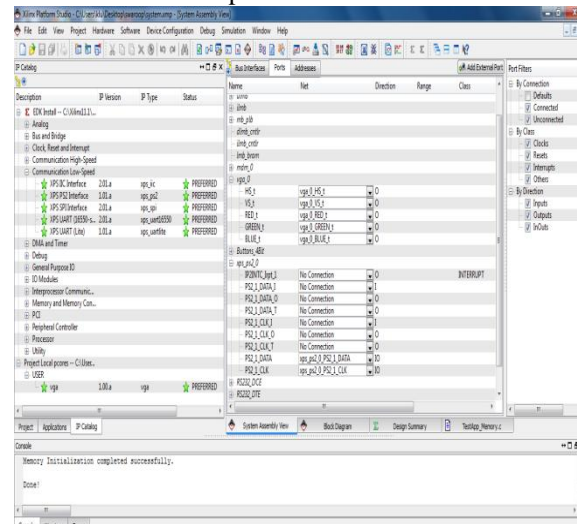 Xilinx Platform Studio - C:\Users\klu\Desktop\swaroop\system.xmp - [System Assembly View]
File Edit View Project Hardware Software Device Configuration Debug Simulation Window Help
IP Catalog
Description IP Version IP Type Status
EDK Install - C:\Xilinx\11.1\...
Analog
Bus and Bridge
Clock, Reset and Interrupt
Communication High-Speed
Communication Low-Speed
XPS IIC Interface 2.01.a xps_iic PREFERRED
XPS PS2 Interface 1.01.a xps_ps2 PREFERRED
XPS SPI Interface 2.01.a xps_spi PREFERRED
XPS UART (16550-s... 2.01.a xps_uart16550 PREFERRED
XPS UART (Lite) 1.01.a xps_uartlite PREFERRED
DMA and Timer
Debug
General Purpose IO
IO Modules
Interprocessor Communic...
Memory and Memory Con...
PCI
Peripheral Controller
Processor
Utility
Project Local pcores - C:\User...
USER
vga 1.00.a vga PREFERRED
Project Applications IP Catalog
Bus Interfaces Ports Addresses Add External Port
Name Net Direction Range Class
dlmb
ilmb
mb_plb
dlmb_cntlr
ilmb_cntlr
lmb_bram
mdm_0
vga_0
HS_t vga_0_HS_t O
VS_t vga_0_VS_t O
RED_t vga_0_RED_t O
GREEN_t vga_0_GREEN_t O
BLUE_t vga_0_BLUE_t O
Buttons_4Bit
xps_ps2_0
IP2INTC_Irpt_1 No Connection O INTERRUPT
PS2_1_DATA_I No Connection I
PS2_1_DATA_O No Connection O
PS2_1_DATA_T No Connection O
PS2_1_CLK_I No Connection I
PS2_1_CLK_O No Connection O
PS2_1_CLK_T No Connection O
PS2_1_DATA xps_ps2_0_PS2_1_DATA IO
PS2_1_CLK xps_ps2_0_PS2_1_CLK IO
RS232_DCE
RS232_DTE
System Assembly View Block Diagram Design Summary TestApp_Memory.c
Port Filters
By Connection
Defaults
Connected
Unconnected
By Class
Clocks
Resets
Interrupts
Others
By Direction
Inputs
Outputs
InOuts
Console
Memory Initialization completed successfully.
Done!